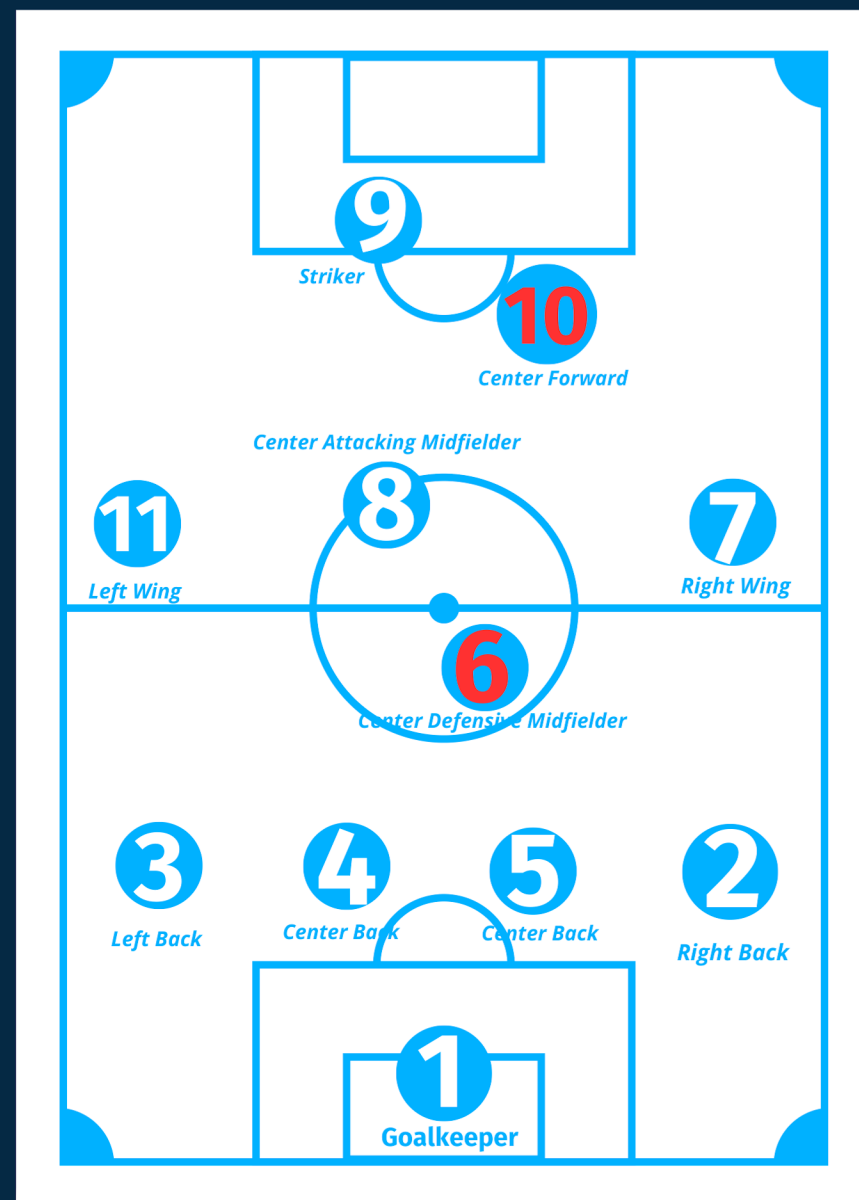 9
Striker
10
Center Forward
Center Attacking Midfielder
8
11
7
Left Wing
Right Wing
6
Center Defensive Midfielder
3
4
5
2
Left Back
Center Back
Center Back
Right Back
1
Goalkeeper